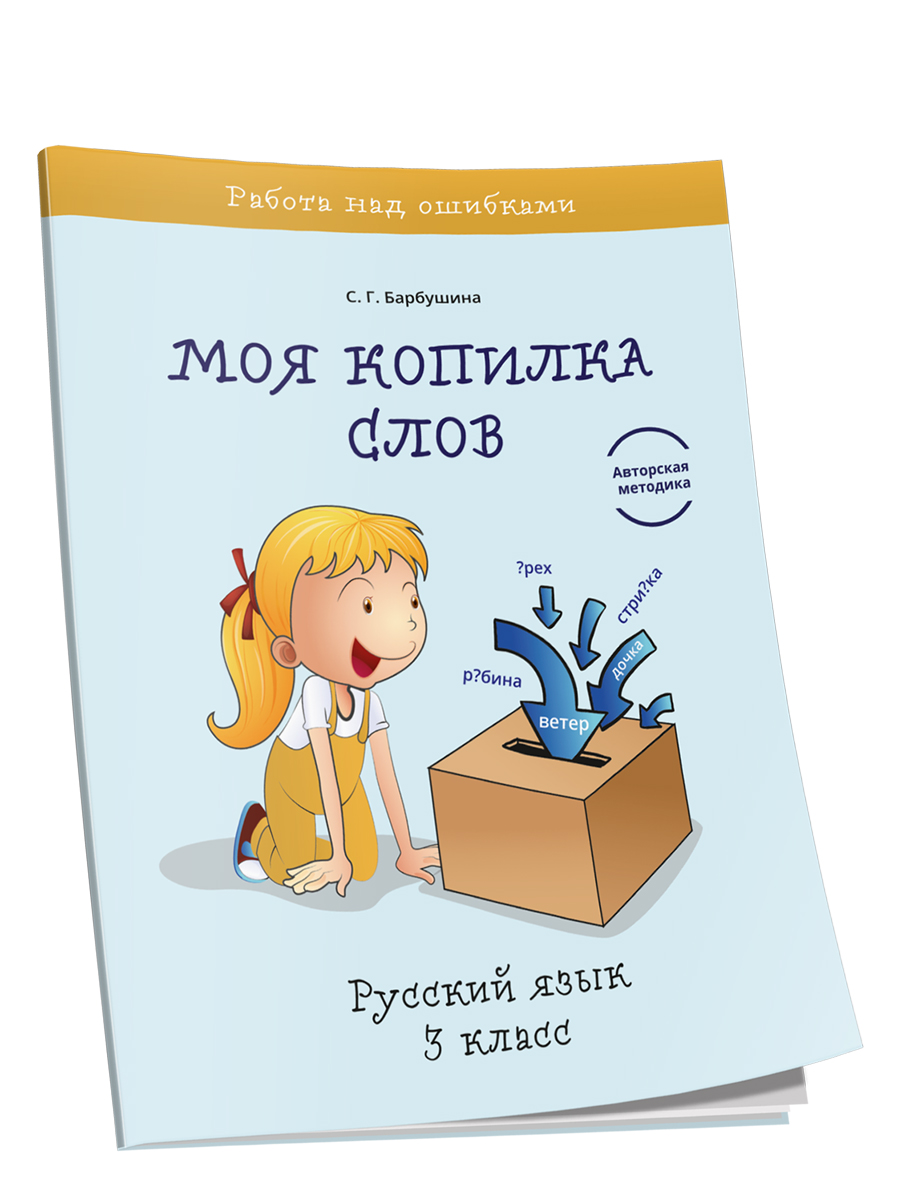 Работа над ошибками
С. Г. Барбушина
Моя копилка
слов
Авторская
методика
?рех
стри?ка
дочка
р?бина
ветер
Русский язык
3 класс